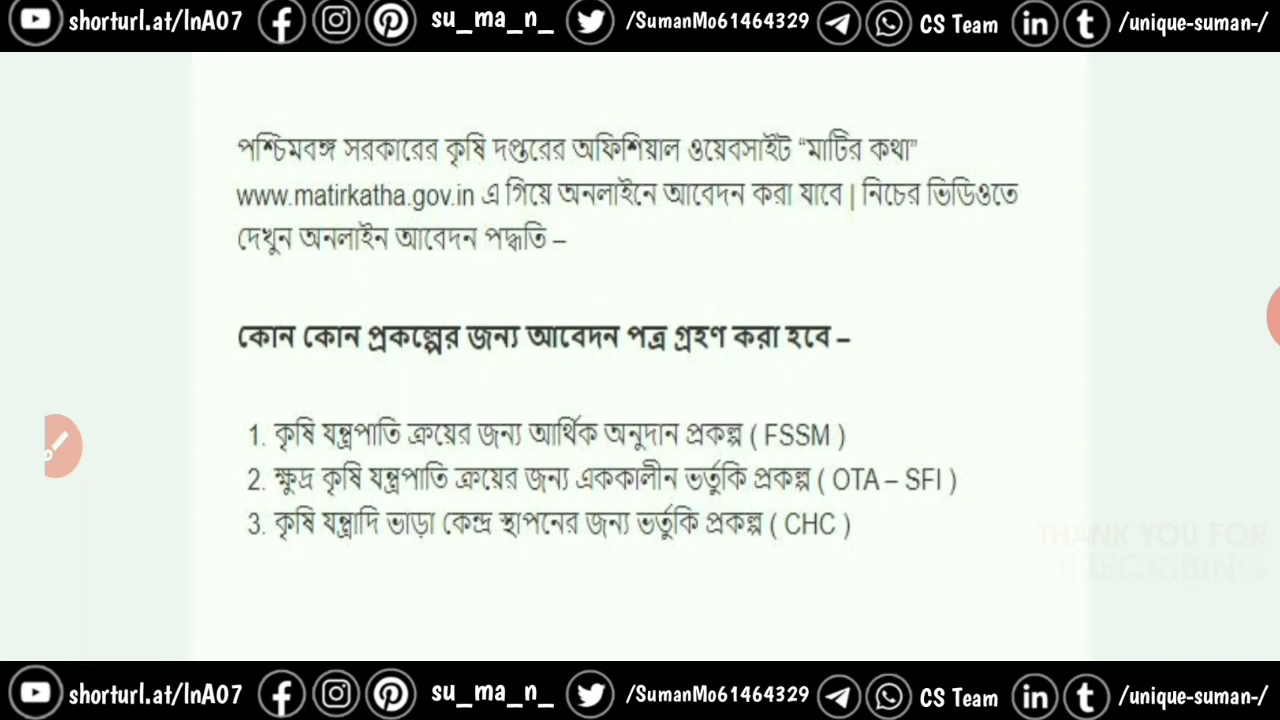 shorturl.at/lnA07 su_ma_n_ /SumanMo61464329 CS Team /unique-suman-/
পশ্চিমবঙ্গ সরকারের কৃষি দপ্তরের অফিশিয়াল ওয়েবসাইট “মাটির কথা”
www.matirkatha.gov.in এ গিয়ে অনলাইনে আবেদন করা যাবে | নিচের ভিডিওতে
দেখুন অনলাইন আবেদন পদ্ধতি –
কোন কোন প্রকল্পের জন্য আবেদন পত্র গ্রহণ করা হবে –
1. কৃষি যন্ত্রপাতি ক্রয়ের জন্য আর্থিক অনুদান প্রকল্প ( FSSM )
2. ক্ষুদ্র কৃষি যন্ত্রপাতি ক্রয়ের জন্য এককালীন ভর্তুকি প্রকল্প ( OTA – SFI )
3. কৃষি যন্ত্রাদি ভাড়া কেন্দ্র স্থাপনের জন্য ভর্তুকি প্রকল্প ( CHC )
THANK YOU FOR
SUBSCRIBING
shorturl.at/lnA07 su_ma_n_ /SumanMo61464329 CS Team /unique-suman-/